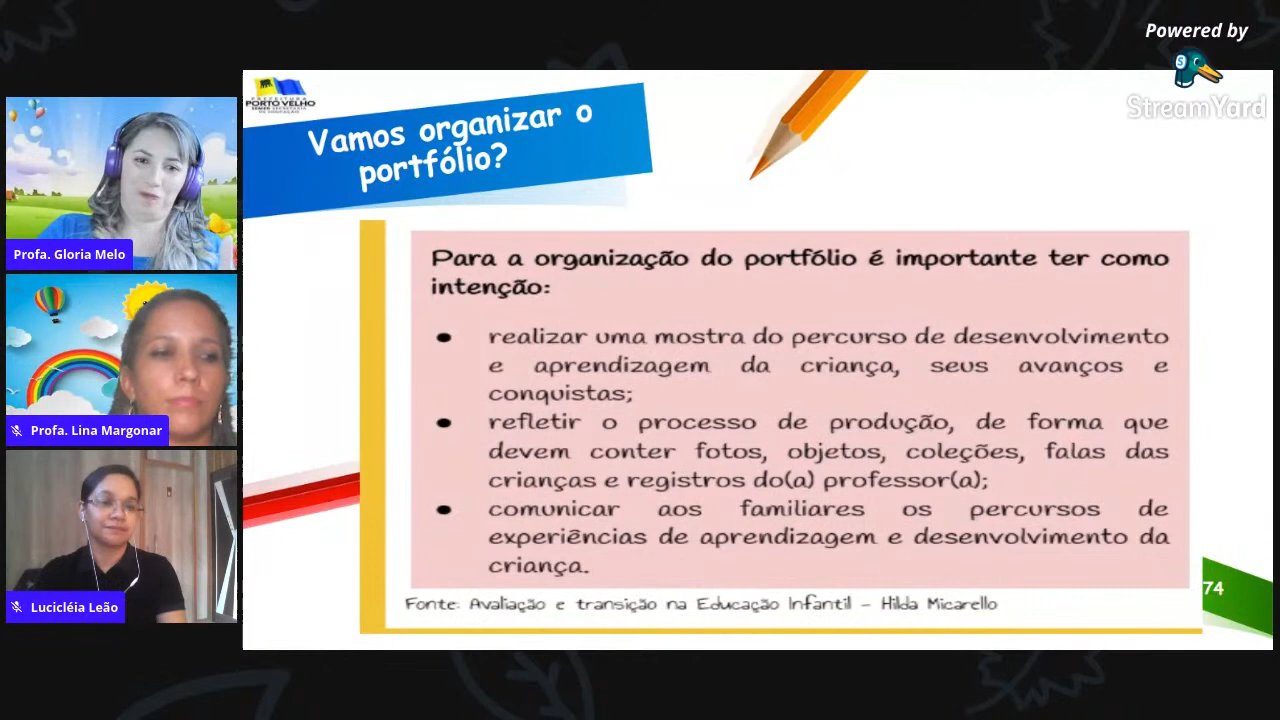 Powered by
StreamYard
PREFEITURA
PORTO VELHO
Vamos organizar o
portfólio?
Profa. Gloria Melo
Profa. Lina Margonar
Lucicléia Leão
Para a organização do portfólio é importante ter como
intenção:
● realizar uma mostra do percurso de desenvolvimento
e aprendizagem da criança, seus avanços e
conquistas;
● refletir o processo de produção, de forma que
devem conter fotos, objetos, coleções, falas das
crianças e registros do(a) professor(a);
● comunicar aos familiares os percursos de
experiências de aprendizagem e desenvolvimento da
criança.
Fonte: Avaliação e transição na Educação Infantil - Hilda Micarello
74